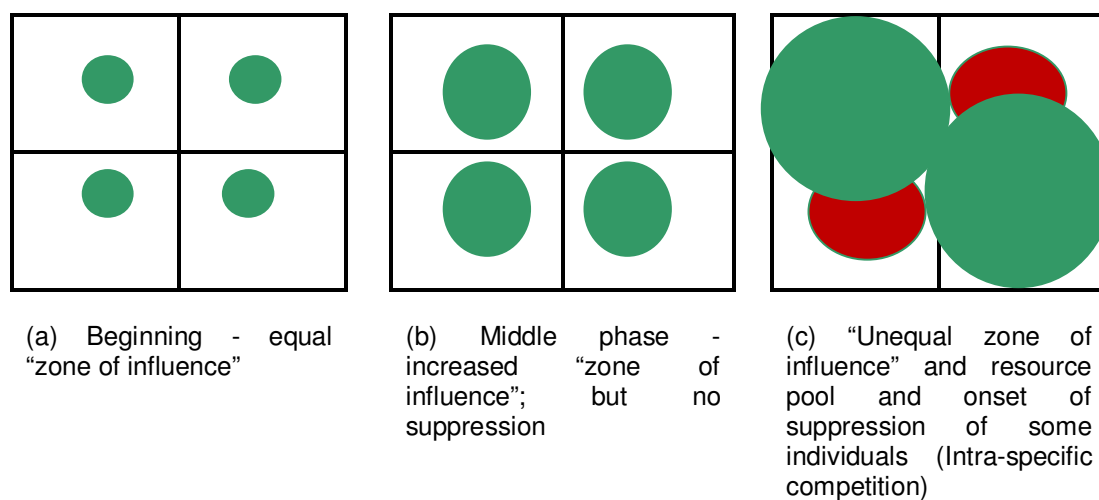 (a) Beginning - equal
“zone of influence”
(b) Middle phase -
increased “zone of
influence”; but no
suppression
(c) “Unequal zone of
influence” and resource
pool and onset of
suppression of some
individuals (Intra-specific
competition)